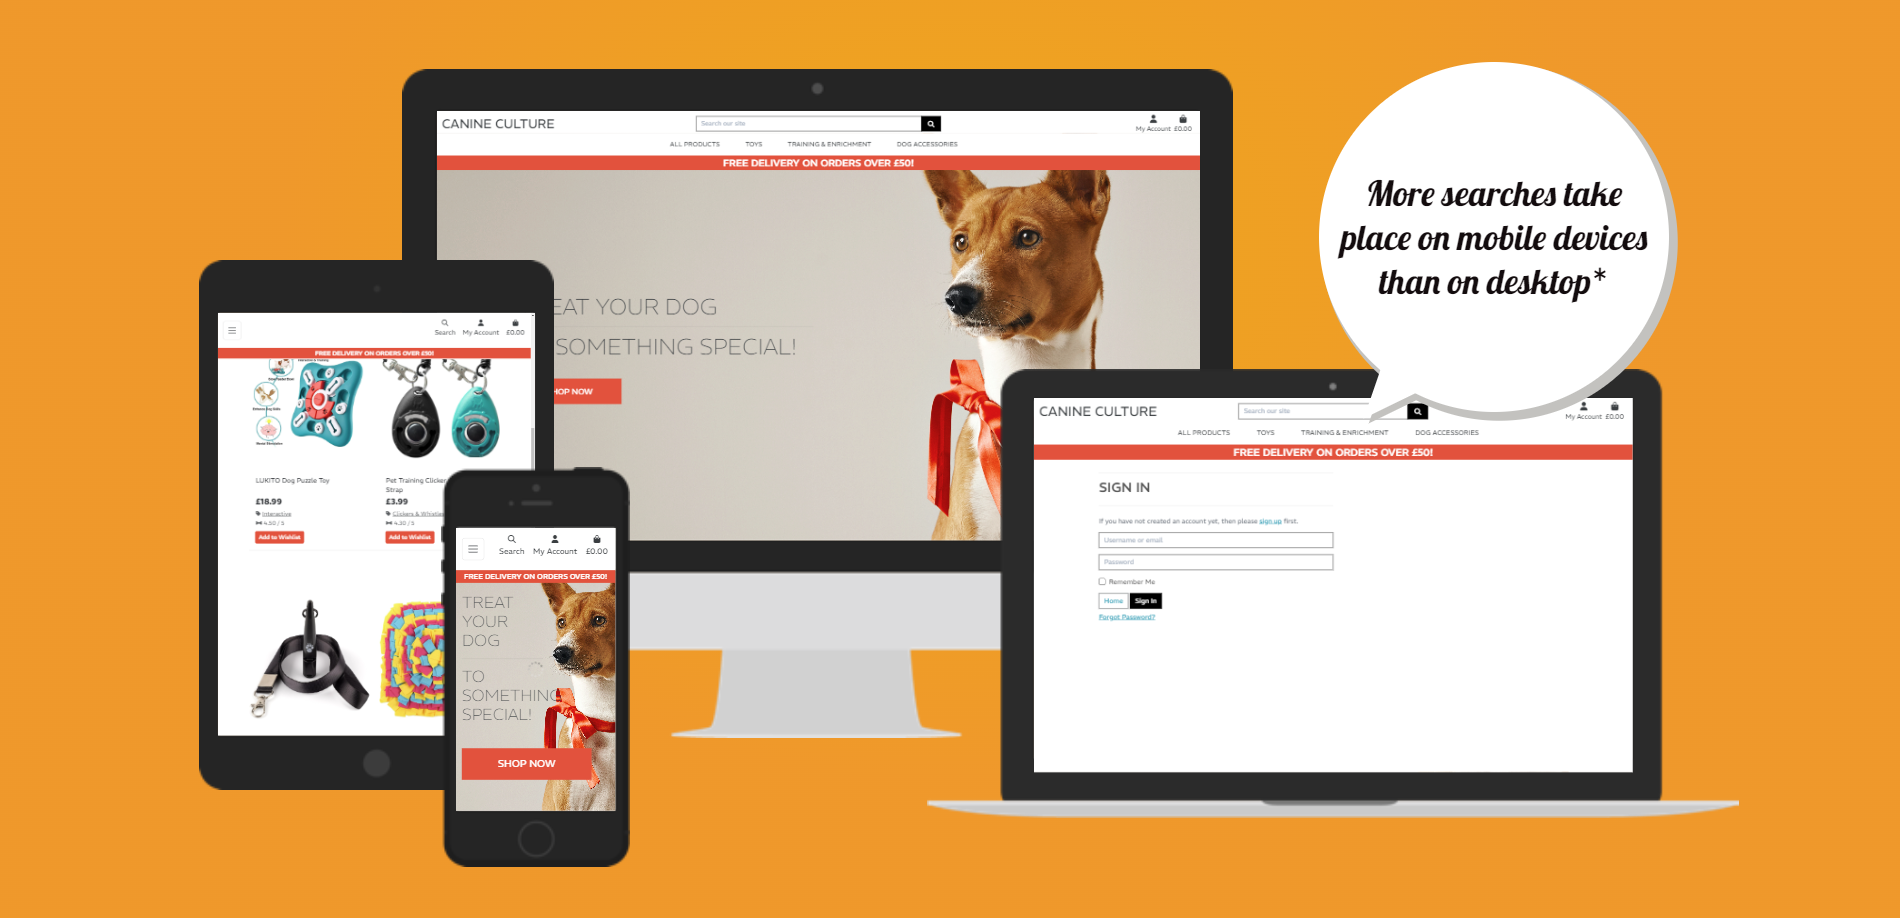 CANINE CULTURE
Search our site
My Account £0.00
ALL PRODUCTS TOYS TRAINING & ENRICHMENT DOG ACCESSORIES
FREE DELIVERY ON ORDERS OVER £50!
EAT YOUR DOG
SOMETHING SPECIAL!
HOP NOW
More searches take
place on mobile devices
than on desktop*
Search My Account £0.00
FREE DELIVERY ON ORDERS OVER £50!
LUKITO Dog Puzzle Toy
£18.99
Interactive
4.50 / 5
Add to Wishlist
Pet Training Clicker
Strap
£3.99
Clickers & Whistles
4.30 / 5
Add to Wishlist
Search My Account £0.00
FREE DELIVERY ON ORDERS OVER £50!
TREAT
YOUR
DOG
TO
SOMETHING
SPECIAL!
SHOP NOW
CANINE CULTURE
Search our site
My Account £0.00
ALL PRODUCTS TOYS TRAINING & ENRICHMENT DOG ACCESSORIES
FREE DELIVERY ON ORDERS OVER £50!
SIGN IN
If you have not created an account yet, then please sign up first.
Username or email
Password
Remember Me
Home Sign In
Forgot Password?